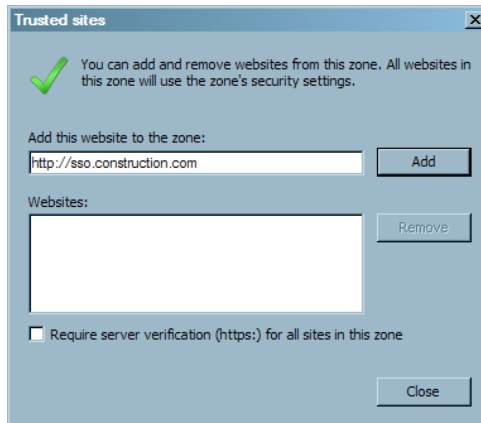 Trusted sites
You can add and remove websites from this zone. All websites in
this zone will use the zone's security settings.
Add this website to the zone:
http://sso.construction.com
Add
Websites:
Remove
Require server verification (https:) for all sites in this zone
Close